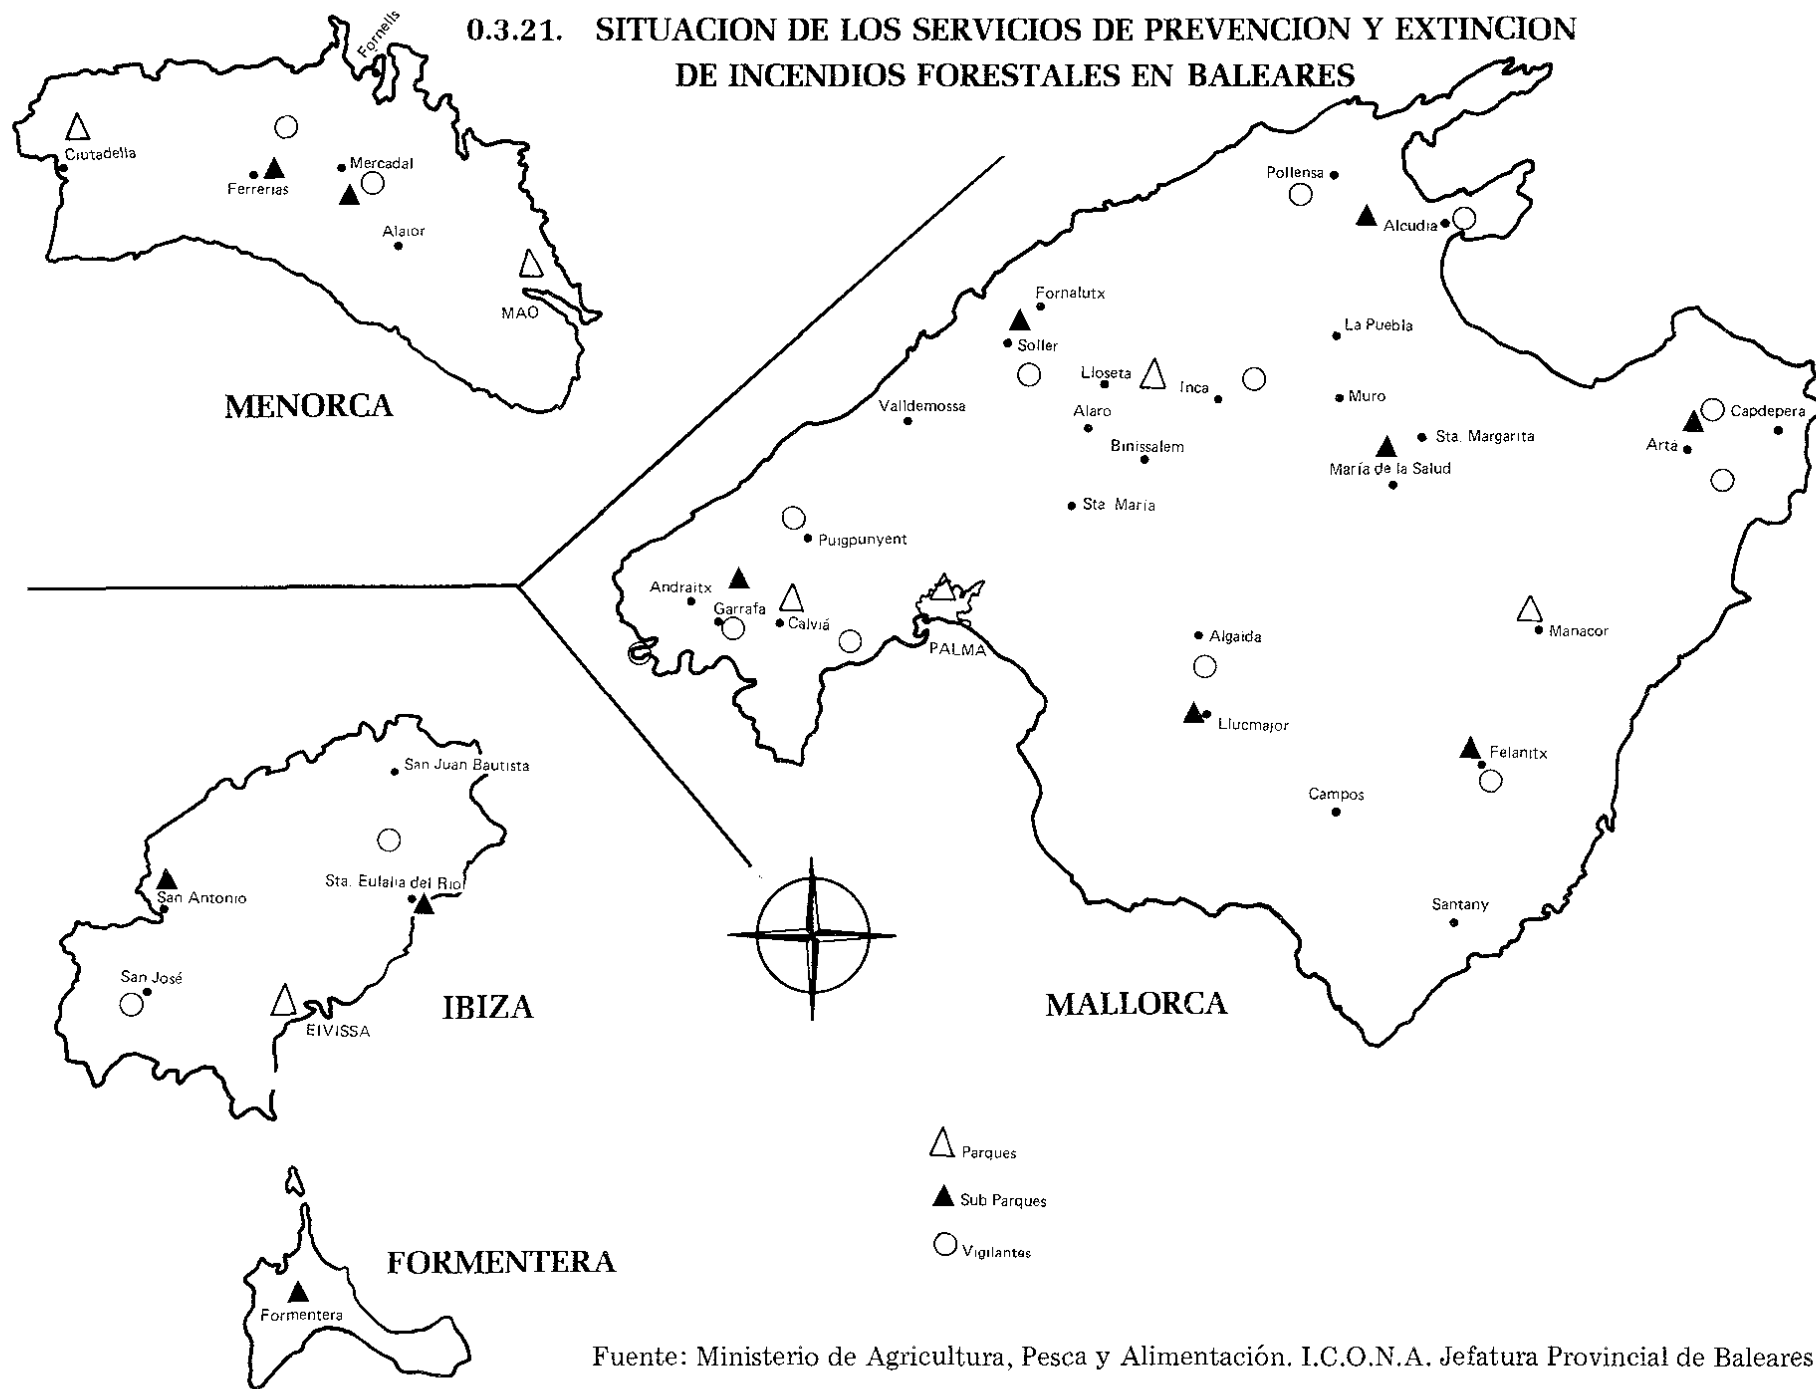 0.3.21. SITUACION DE LOS SERVICIOS DE PREVENCION Y EXTINCION
DE INCENDIOS FORESTALES EN BALEARES
Fornells
Ciutadella
Ferrerias
Mercadal
Alaior
MAO
MENORCA
Pollensa
Alcudia
Fornalutx
Soller
La Puebla
Lloseta
Inca
Muro
Valldemossa
Alaro
Binissalem
Sta. Margarita
María de la Salud
Capdepera
Artá
Sta María
Puigpunyent
Andraitx
Garrafa
Calviá
PALMA
Algaida
Manacor
Llucmajor
Felanitx
Campos
Santany
MALLORCA
San Juan Bautista
Sta. Eulalia del Rio
San Antonio
San José
EIVISSA
IBIZA
Parques
Sub Parques
Vigilantes
FORMENTERA
Formentera
Fuente: Ministerio de Agricultura, Pesca y Alimentación. I.C.O.N.A. Jefatura Provincial de Baleares